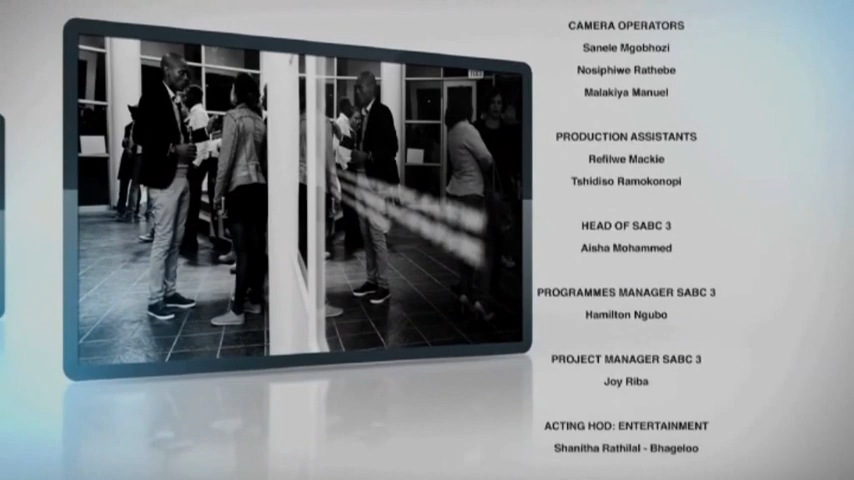 CAMERA OPERATORS
Sanele Mgobhozi
Nosiphiwe Rathebe
Malakiya Manuel
PRODUCTION ASSISTANTS
Refilwe Mackie
Tshidiso Ramokonopi
HEAD OF SABC 3
Aisha Mohammed
PROGRAMMES MANAGER SABC 3
Hamilton Ngubo
PROJECT MANAGER SABC 3
Joy Riba
ACTING HOD: ENTERTAINMENT
Shanitha Rathilal - Bhageloo